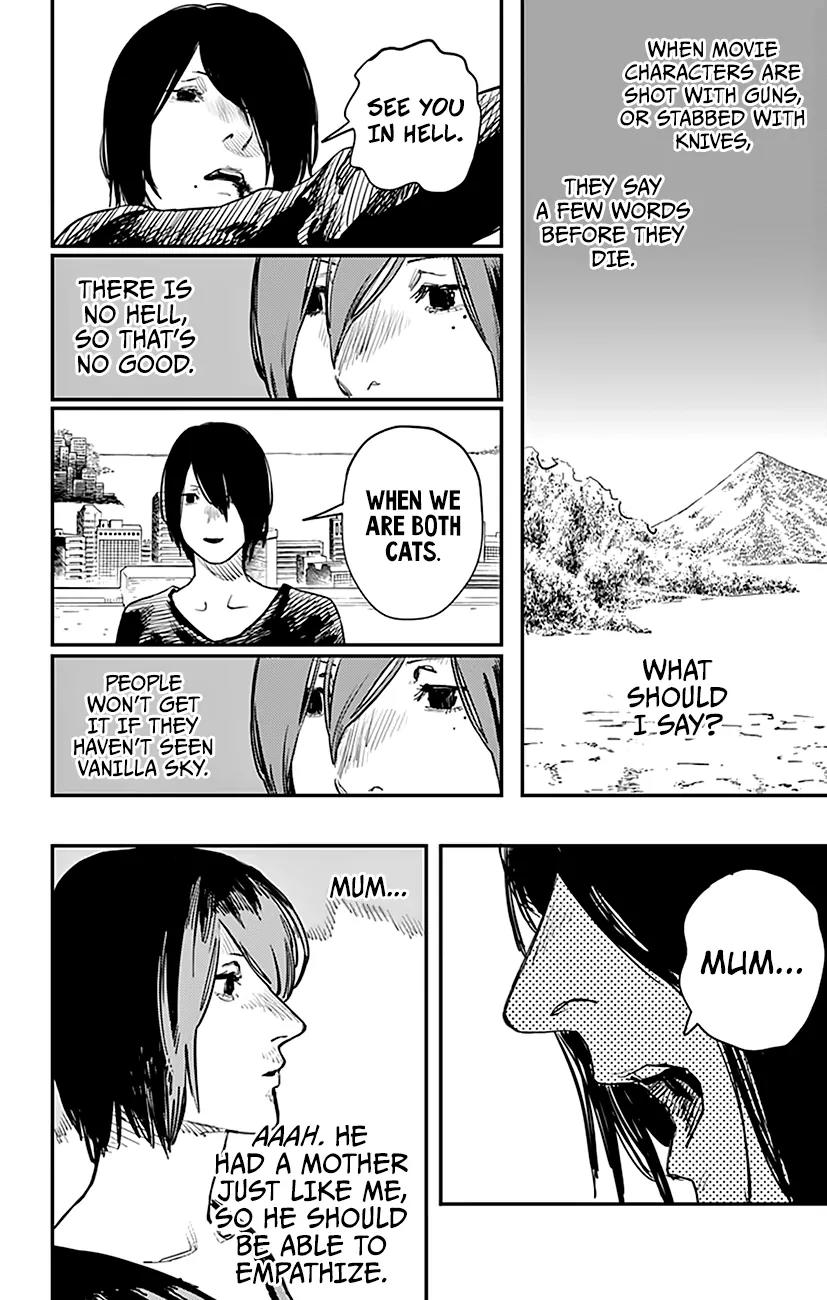 WHEN MOVIE
CHARACTERS ARE
SHOT WITH GUNS,
OR STABBED WITH
KNIVES,
THEY SAY
A FEW WORDS
BEFORE THEY
DIE.
WHAT
SHOULD
I SAY?
SEE YOU
IN HELL.
THERE IS
NO HELL,
SO THAT'S
NO GOOD.
WHEN WE
ARE BOTH
CATS.
PEOPLE
WON'T GET
IT IF THEY
HAVEN'T SEEN
VANILLA SKY.
MUM...
MUM...
AAAH. HE
HAD A MOTHER
JUST LIKE ME,
SO HE SHOULD
BE ABLE TO
EMPATHIZE.